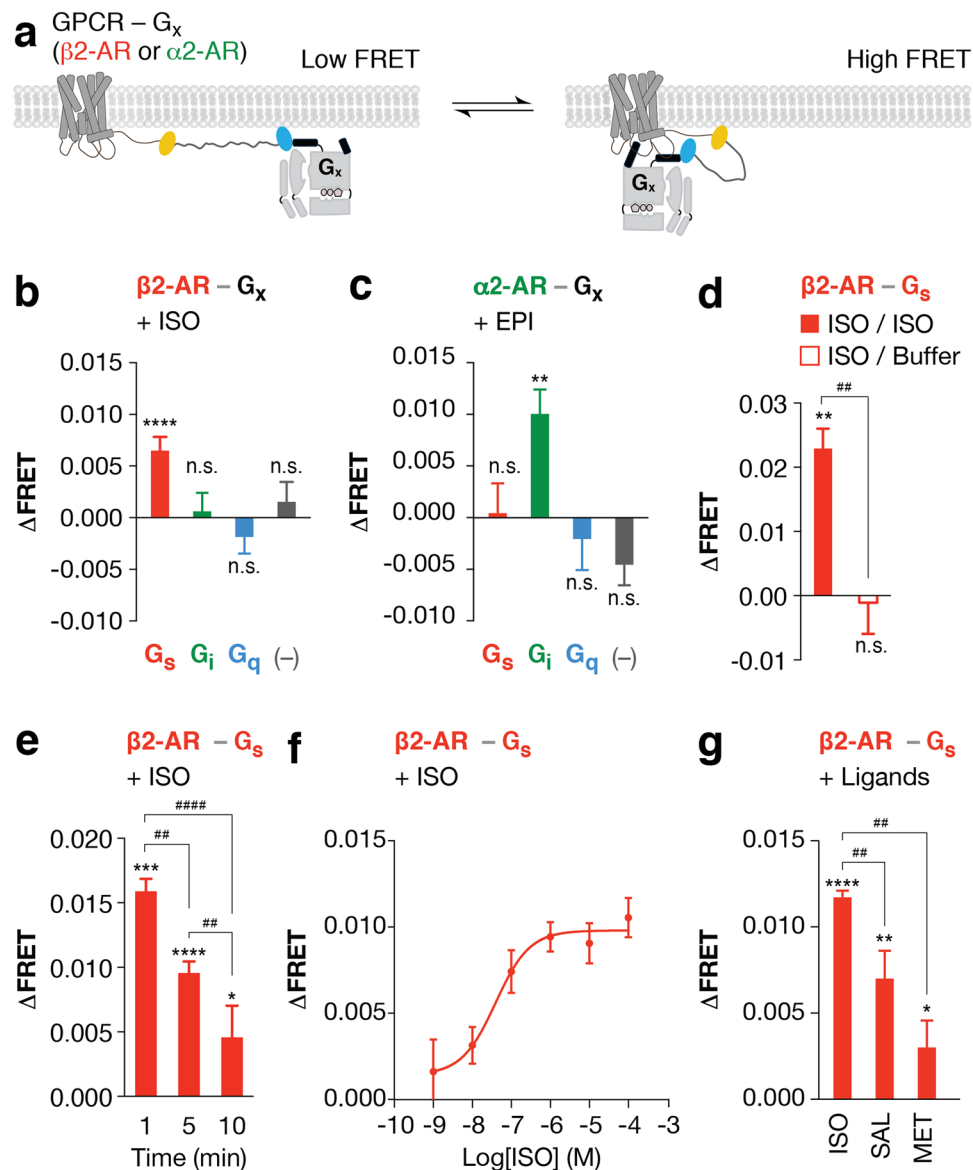 a
GPCR – Gx
(β2-AR or α2-AR)
Low FRET
High FRET
Gx
Gx
b
β2-AR – Gx
+ ISO
ΔFRET
0.015
0.010
0.005
0.000
-0.005
-0.010
****
n.s.
n.s.
n.s.
Gs Gi Gq (–)
c
α2-AR – Gx
+ EPI
ΔFRET
0.015
0.010
0.005
0.000
-0.005
-0.010
n.s.
**
n.s.
n.s.
Gs Gi Gq (–)
d
β2-AR – Gs
ISO / ISO
ISO / Buffer
ΔFRET
0.03
0.02
0.01
0.00
-0.01
##
**
n.s.
e
β2-AR – Gs
+ ISO
ΔFRET
0.020
0.015
0.010
0.005
0.000
####
##
***
##
****
*
1 5 10
Time (min)
f
β2-AR – Gs
+ ISO
ΔFRET
0.015
0.010
0.005
0.000
-10 -9 -8 -7 -6 -5 -4 -3
Log[ISO] (M)
g
β2-AR – Gs
+ Ligands
ΔFRET
0.015
0.010
0.005
0.000
##
##
****
**
*
ISO
SAL
MET